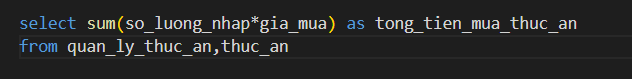 select sum(so_luong_nhap*gia_mua) as tong_tien_mua_thuc_an
from quan_ly_thuc_an,thuc_an